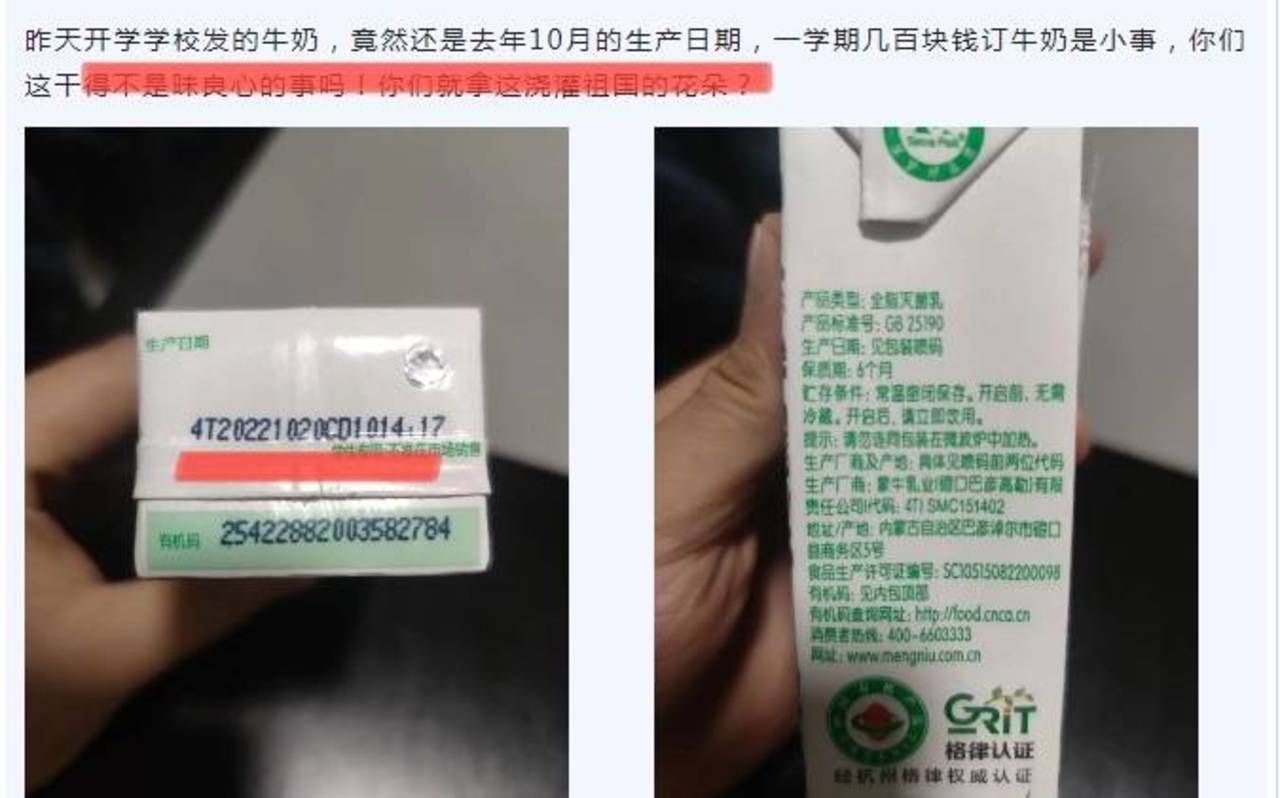 昨天开学学校发的牛奶，竟然还是去年10月的生产日期，一学期几百块钱订牛奶是小事，你们
这干得不是昧良心的事吗！你们就拿这浇灌祖国的花朵？
生产日期
4T20221020CD1014:17
不准在市场销售
有机码 25422882003582784
产品类型: 全脂灭菌乳
产品标准号: GB 25190
生产日期: 见包装喷码
保质期: 6个月
贮存条件: 常温密闭保存。开启前、无需
冷藏。开启后、请立即饮用。
提示: 请勿连同包装在微波炉中加热。
生产厂商及产地: 具体见喷码前两位代码
生产厂商: 蒙牛乳业(磴口巴彦高勒)有限
责任公司(代码: 4T) SMC151402
地址/产地: 内蒙古自治区巴彦淖尔市磴口
县商务区5号
食品生产许可证编号: SC10515082200098
有机码: 见内包顶部
有机码查询网址: http://food.cnca.cn
消费者热线: 400-6603333
网址: www.mengniu.com.cn
GRIT
格律认证
经杭州格律权威认证